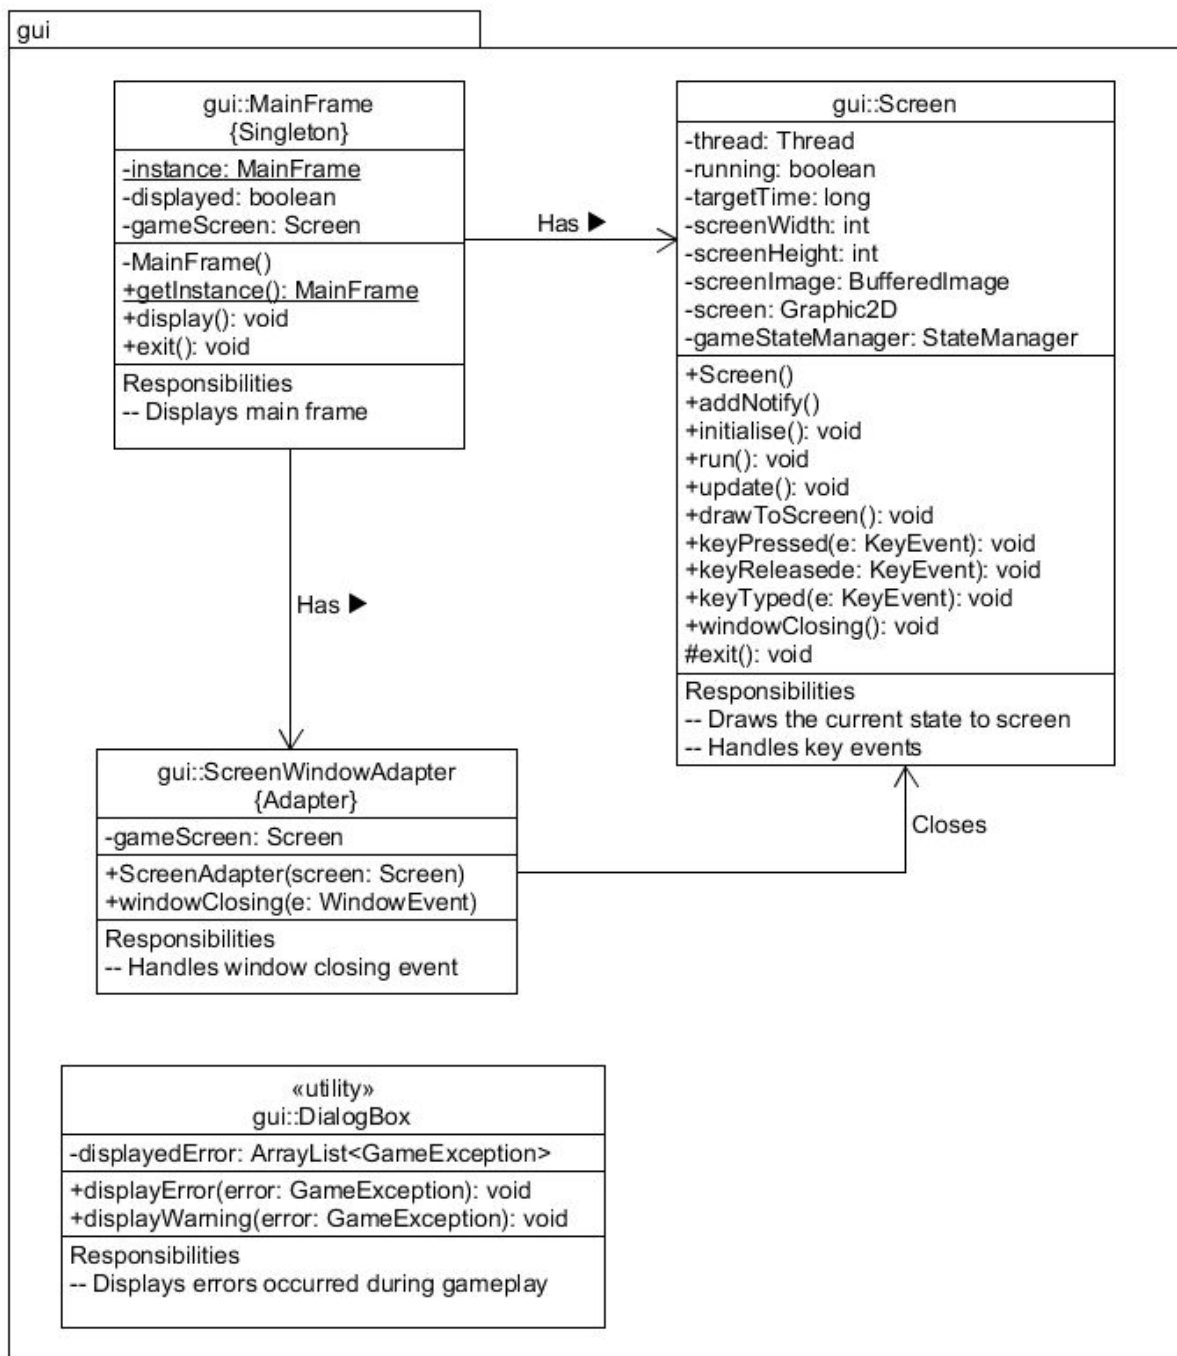 gui
gui::MainFrame
{Singleton}
-instance: MainFrame
-displayed: boolean
-gameScreen: Screen
-MainFrame()
+getInstance(): MainFrame
+display(): void
+exit(): void
Responsibilities
-- Displays main frame
Has ▶
gui::Screen
-thread: Thread
-running: boolean
-targetTime: long
-screenWidth: int
-screenHeight: int
-screenImage: BufferedImage
-screen: Graphic2D
-gameStateManager: StateManager
+Screen()
+addNotify()
+initialise(): void
+run(): void
+update(): void
+drawToScreen(): void
+keyPressed(e: KeyEvent): void
+keyReleasede: KeyEvent): void
+keyTyped(e: KeyEvent): void
+windowClosing(): void
#exit(): void
Responsibilities
-- Draws the current state to screen
-- Handles key events
Has ▶
gui::ScreenWindowAdapter
{Adapter}
-gameScreen: Screen
+ScreenAdapter(screen: Screen)
+windowClosing(e: WindowEvent)
Responsibilities
-- Handles window closing event
Closes
«utility»
gui::DialogBox
-displayedError: ArrayList<GameException>
+displayError(error: GameException): void
+displayWarning(error: GameException): void
Responsibilities
-- Displays errors occurred during gameplay